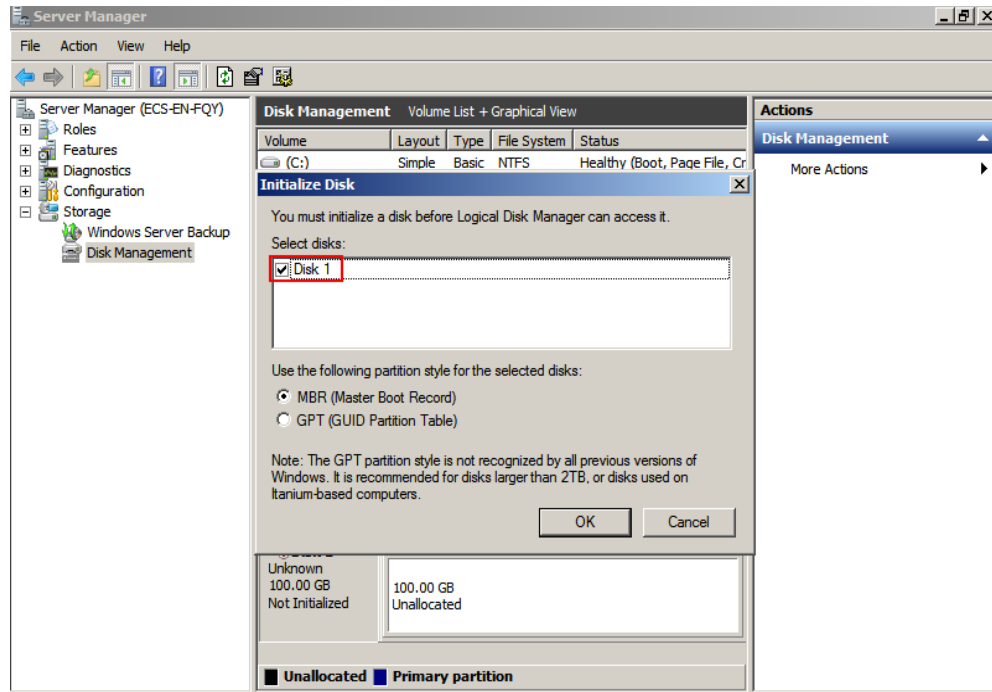 Server Manager
File Action View Help
Server Manager (ECS-EN-FQY)
Roles
Features
Diagnostics
Configuration
Storage
Windows Server Backup
Disk Management
Disk Management Volume List + Graphical View
Volume Layout Type File System Status
(C:) Simple Basic NTFS Healthy (Boot, Page File, Cr
Initialize Disk
You must initialize a disk before Logical Disk Manager can access it.
Select disks:
Disk 1
Use the following partition style for the selected disks:
MBR (Master Boot Record)
GPT (GUID Partition Table)
Note: The GPT partition style is not recognized by all previous versions of
Windows. It is recommended for disks larger than 2TB, or disks used on
Itanium-based computers.
OK Cancel
Unknown
100.00 GB
Not Initialized
100.00 GB
Unallocated
Unallocated Primary partition
Actions
Disk Management
More Actions